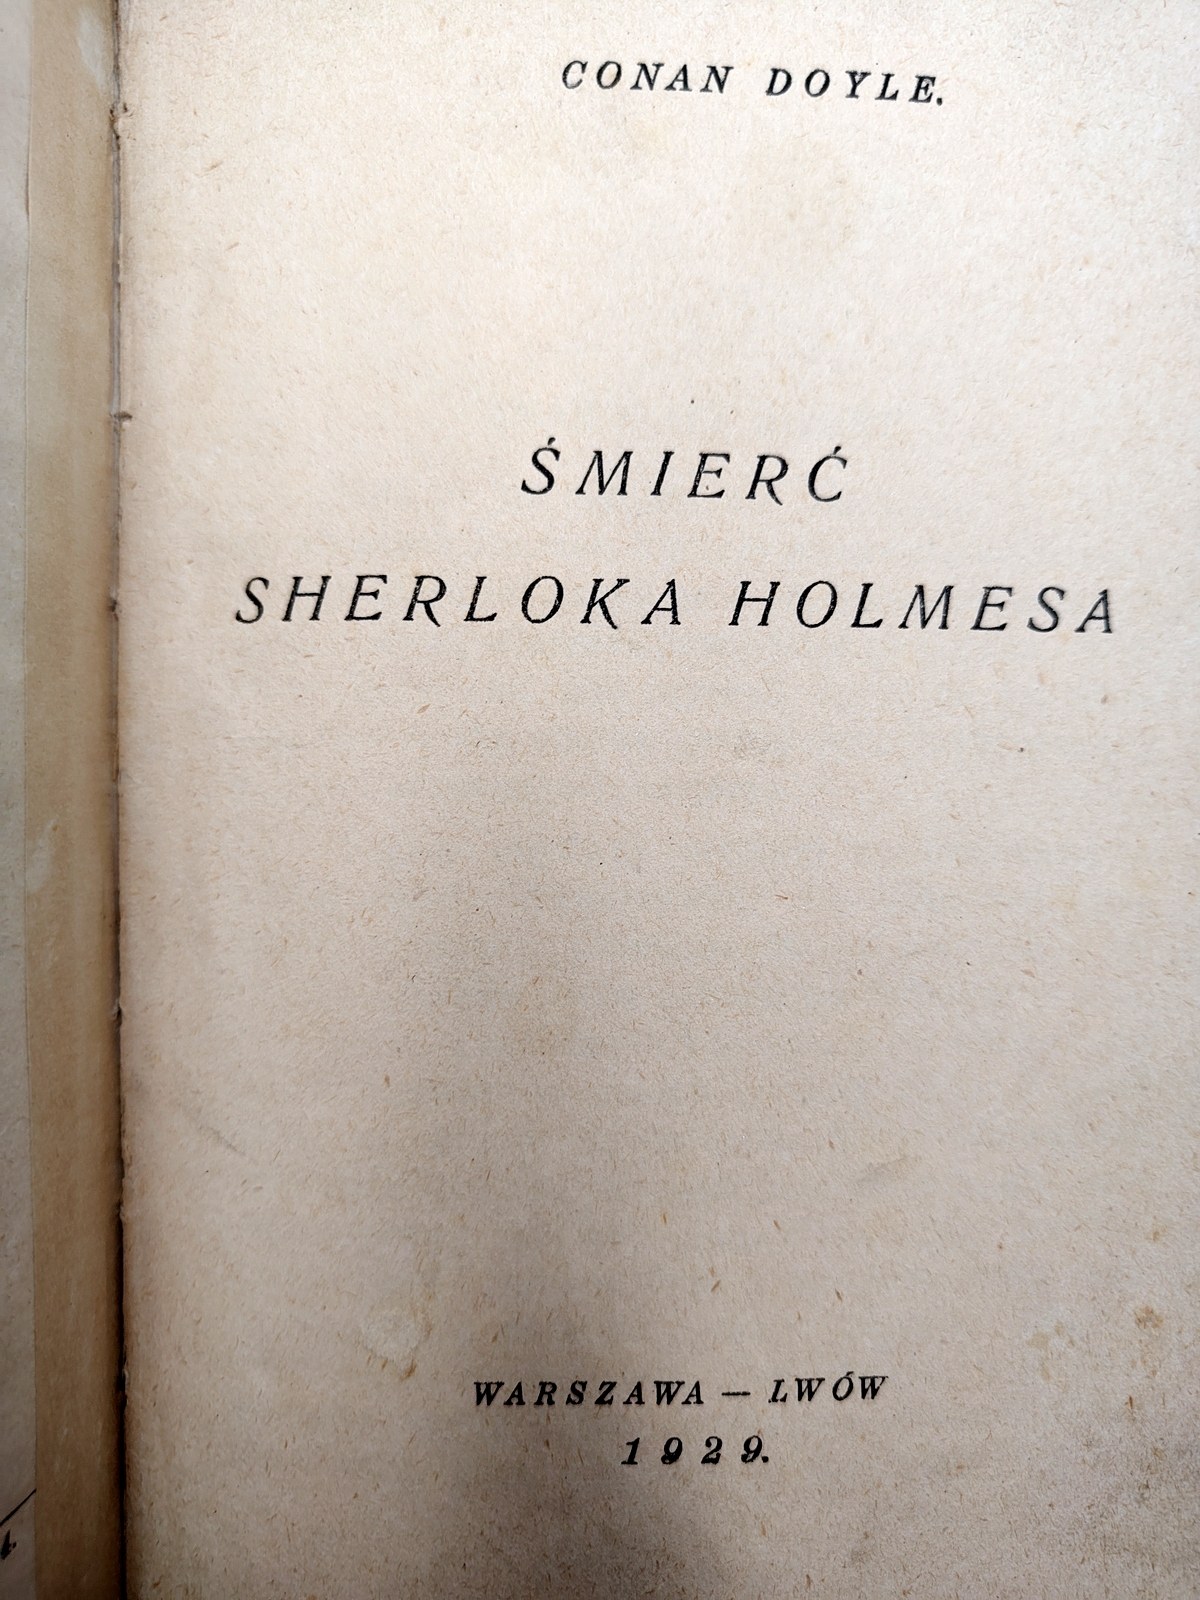 CONAN DOYLE.
ŚMIERĆ
SHERLOKA HOLMESA
WARSZAWA — LWÓW
1929.